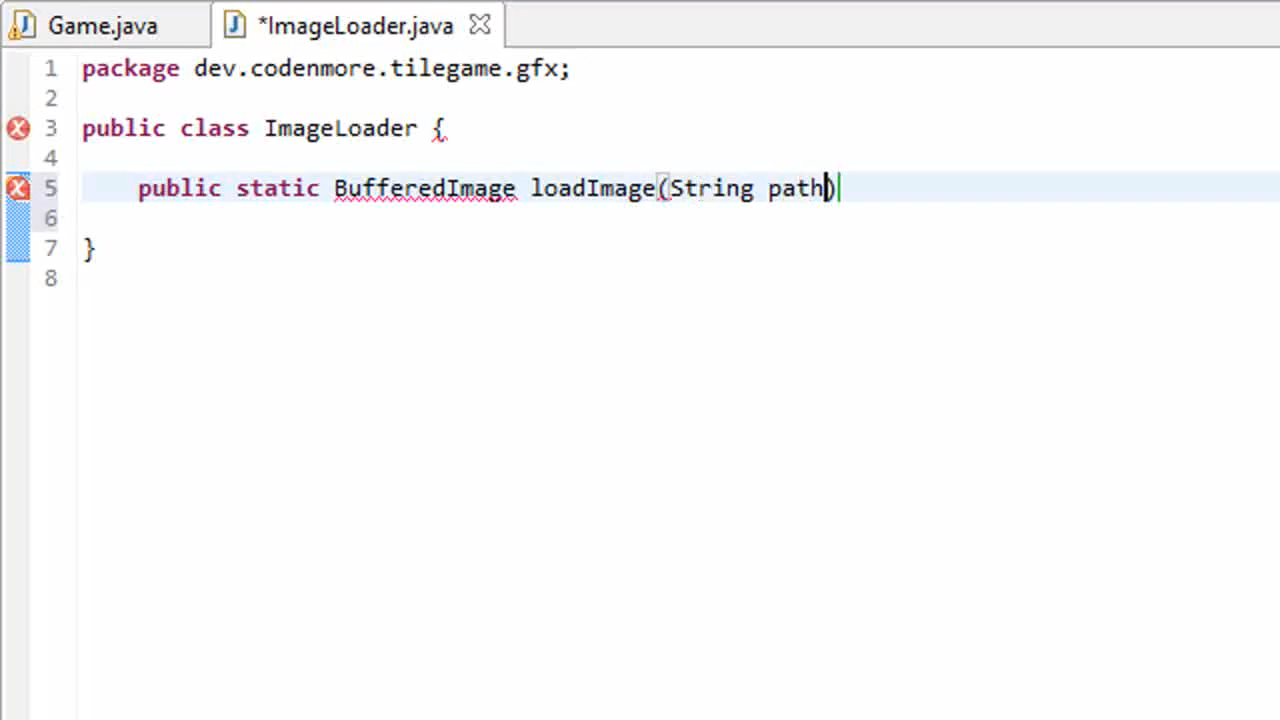 Game.java
*ImageLoader.java
1 package dev.codenmore.tilegame.gfx;
2
3 public class ImageLoader {
4
5 public static BufferedImage loadImage(String path)
6
7 }
8